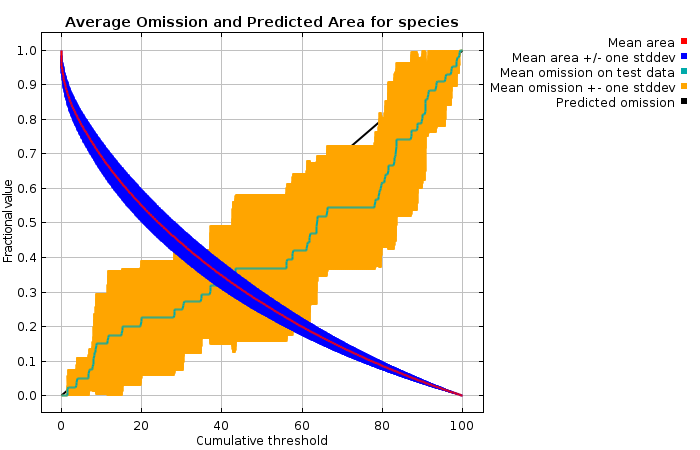 Average Omission and Predicted Area for species
Mean area
Mean area +/- one stddev
Mean omission on test data
Mean omission +- one stddev
Predicted omission
Fractional value
1.0
0.9
0.8
0.7
0.6
0.5
0.4
0.3
0.2
0.1
0.0
0 20 40 60 80 100
Cumulative threshold